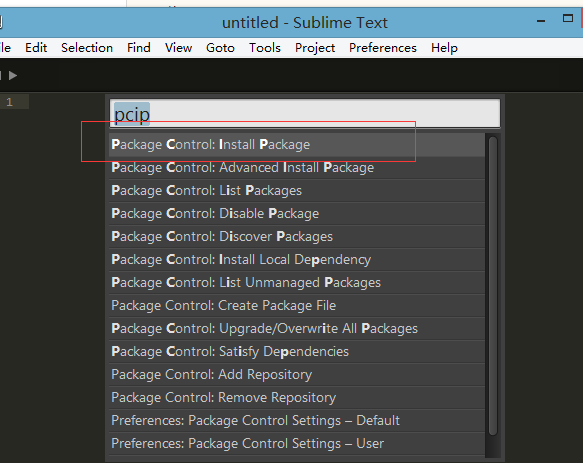 untitled - Sublime Text
Edit Selection Find View Goto Tools Project Preferences Help
1
pcip
Package Control: Install Package
Package Control: Advanced Install Package
Package Control: List Packages
Package Control: Disable Package
Package Control: Discover Packages
Package Control: Install Local Dependency
Package Control: List Unmanaged Packages
Package Control: Create Package File
Package Control: Upgrade/Overwrite All Packages
Package Control: Satisfy Dependencies
Package Control: Add Repository
Package Control: Remove Repository
Preferences: Package Control Settings – Default
Preferences: Package Control Settings – User